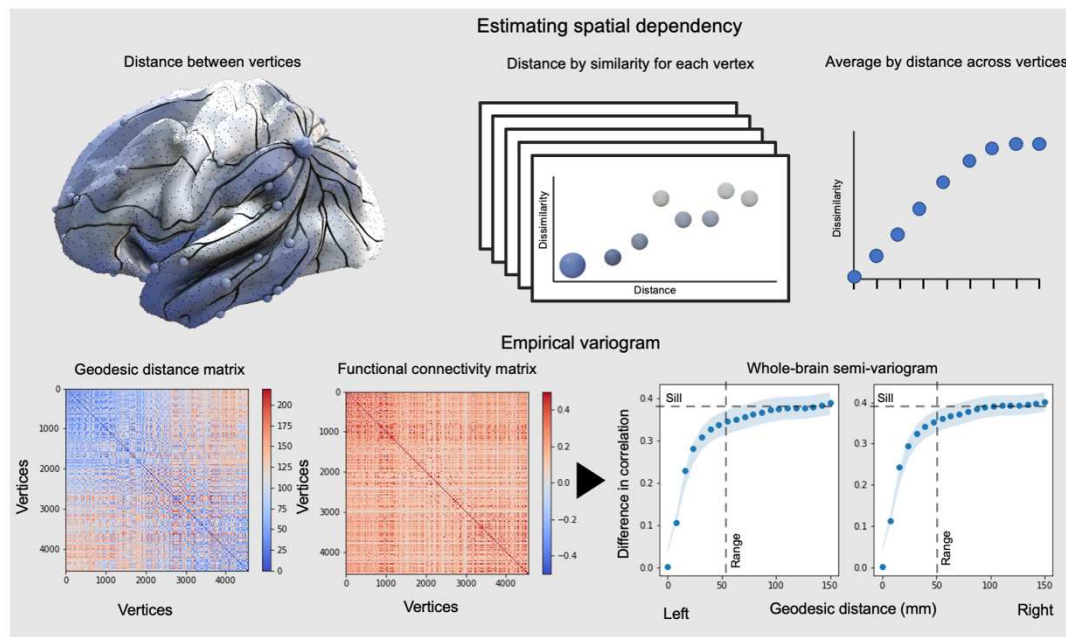 Estimating spatial dependency
Distance between vertices
Distance by similarity for each vertex
Average by distance across vertices
Dissimilarity
Distance
Dissimilarity
Empirical variogram
Geodesic distance matrix
Functional connectivity matrix
Whole-brain semi-variogram
Vertices
0
1000
2000
3000
4000
0
1000
2000
3000
4000
Vertices
200
175
150
125
100
75
50
25
0
Vertices
0
1000
2000
3000
4000
0
1000
2000
3000
4000
Vertices
0.4
0.2
0.0
−0.2
−0.4
Difference in correlation
0.4
0.3
0.2
0.1
0.0
Sill
Range
0
50
100
150
Left
0.4
0.3
0.2
0.1
0.0
Sill
Range
0
50
100
150
Geodesic distance (mm)
Right